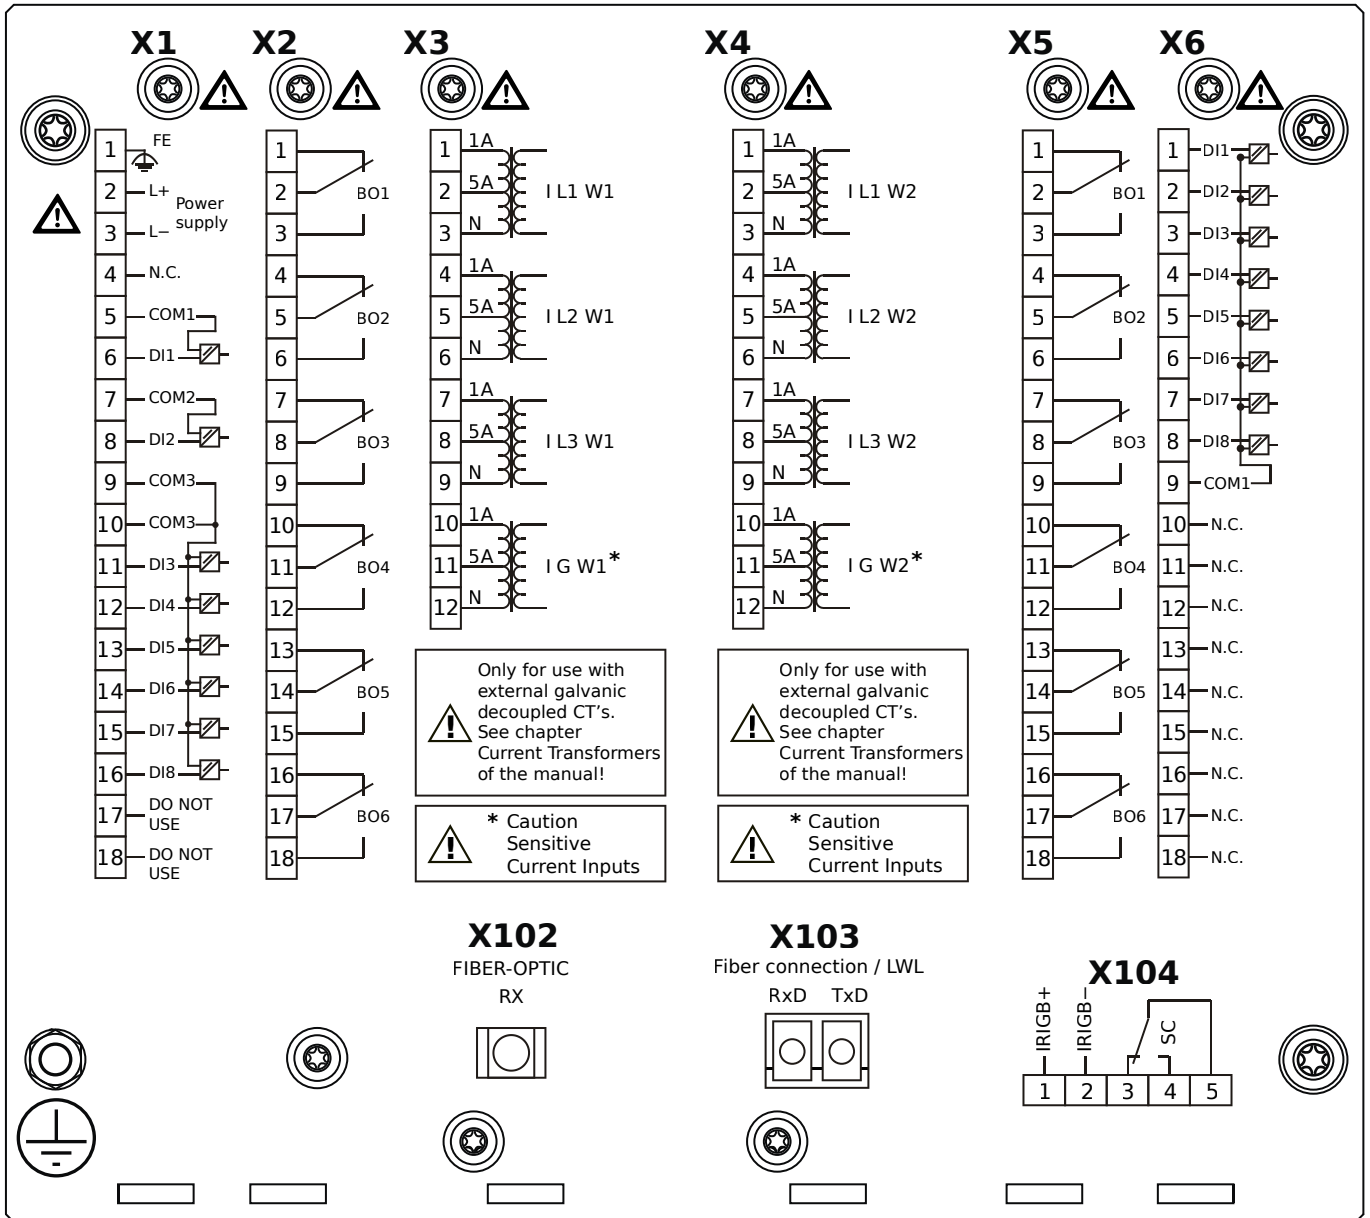 X1
X2
X3
X4
X5
X6
1 FE
2 L+
Power
supply
3 L−
4 N.C.
5 COM1
6 DI1
7 COM2
8 DI2
9 COM3
10 COM3
11 DI3
12 DI4
13 DI5
14 DI6
15 DI7
16 DI8
17 DO NOT
USE
18 DO NOT
USE
1
2 BO1
3
4
5 BO2
6
7
8 BO3
9
10
11 BO4
12
13
14 BO5
15
16
17 BO6
18
1 1A
2 5A I L1 W1
3 N
4 1A
5 5A I L2 W1
6 N
7 1A
8 5A I L3 W1
9 N
10 1A
11 5A I G W1*
12 N
Only for use with
external galvanic
decoupled CT’s.
See chapter
Current Transformers
of the manual!
* Caution
Sensitive
Current Inputs
1 1A
2 5A I L1 W2
3 N
4 1A
5 5A I L2 W2
6 N
7 1A
8 5A I L3 W2
9 N
10 1A
11 5A I G W2*
12 N
Only for use with
external galvanic
decoupled CT’s.
See chapter
Current Transformers
of the manual!
* Caution
Sensitive
Current Inputs
1
2 BO1
3
4
5 BO2
6
7
8 BO3
9
10
11 BO4
12
13
14 BO5
15
16
17 BO6
18
1 DI1
2 DI2
3 DI3
4 DI4
5 DI5
6 DI6
7 DI7
8 DI8
9 COM1
10 N.C.
11 N.C.
12 N.C.
13 N.C.
14 N.C.
15 N.C.
16 N.C.
17 N.C.
18 N.C.
X102
FIBER-OPTIC
RX
X103
Fiber connection / LWL
RxD TxD
X104
IRIGB+
IRIGB−
SC
1 2 3 4 5